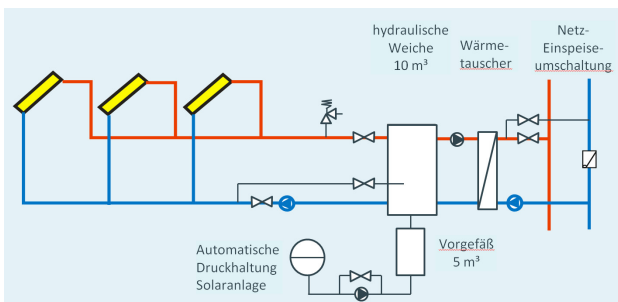 hydraulische
Weiche
10 m³
Wärme-
tauscher
Netz-
Einspeise-
umschaltung
Automatische
Druckhaltung
Solaranlage
Vorgefäß
5 m³